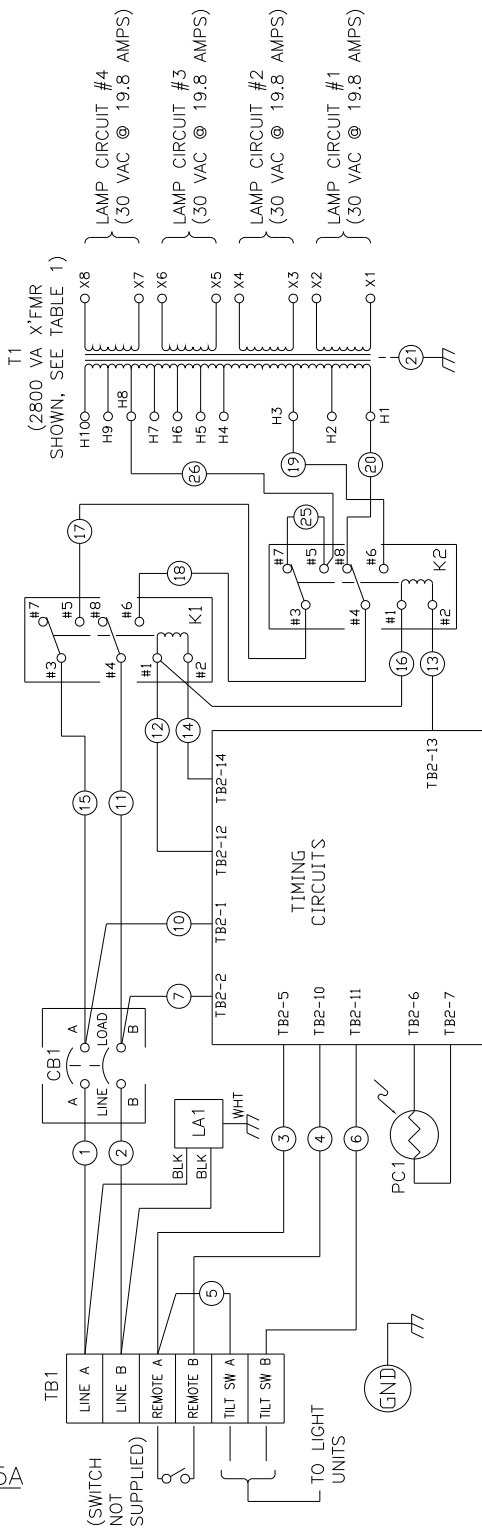 5A
TB1
LINE A
LINE B
REMOTE A
REMOTE B
TILT SW A
TILT SW B
(SWITCH
NOT
SUPPLIED)
TO LIGHT
UNITS
GND
1
2
5
3
4
6
BLK
BLK
LA1
WHT
CB1
A
A
LINE
LOAD
B
B
PC1
7
10
15
11
12
14
TB2-2
TB2-1
TB2-12
TB2-14
TB2-5
TB2-10
TB2-11
TB2-6
TB2-7
TB2-13
TIMING
CIRCUITS
#3
#7
#5
#4
#8
#6
#1
#2
K1
17
18
16
13
#3
#7
25
#5
#4
#8
#6
#1
#2
K2
26
19
20
T1
(2800 VA X'FMR
SHOWN, SEE TABLE 1)
H10
H9
H8
H7
H6
H5
H4
H3
H2
H1
21
X8
X7
X6
X5
X4
X3
X2
X1
LAMP CIRCUIT #4
(30 VAC @ 19.8 AMPS)
LAMP CIRCUIT #3
(30 VAC @ 19.8 AMPS)
LAMP CIRCUIT #2
(30 VAC @ 19.8 AMPS)
LAMP CIRCUIT #1
(30 VAC @ 19.8 AMPS)